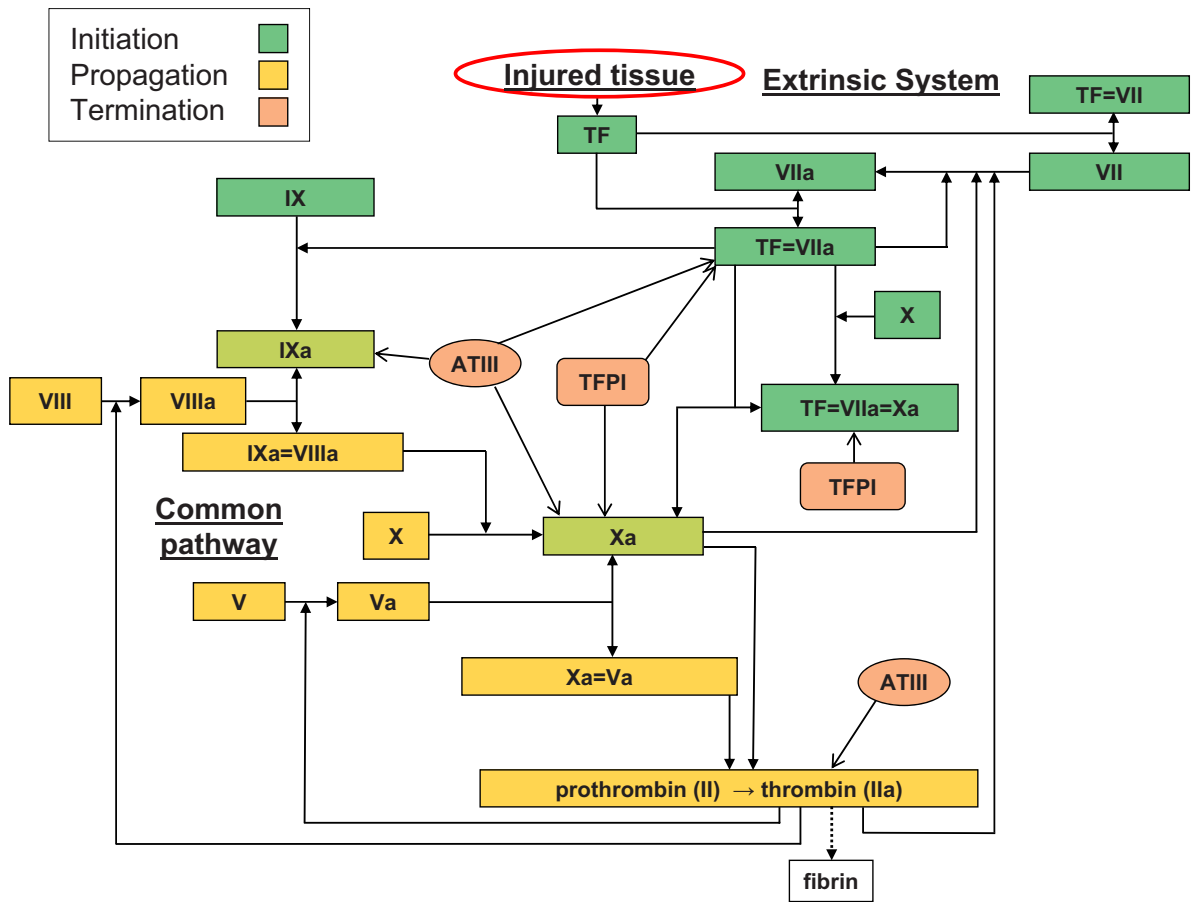 Initiation
Propagation
Termination
Injured tissue
Extrinsic System
TF=VII
TF
VIIa
VII
IX
TF=VIIa
X
IXa
ATIII
TFPI
VIII
VIIIa
TF=VIIa=Xa
IXa=VIIIa
TFPI
Common
pathway
X
Xa
V
Va
Xa=Va
ATIII
prothrombin (II) → thrombin (IIa)
fibrin